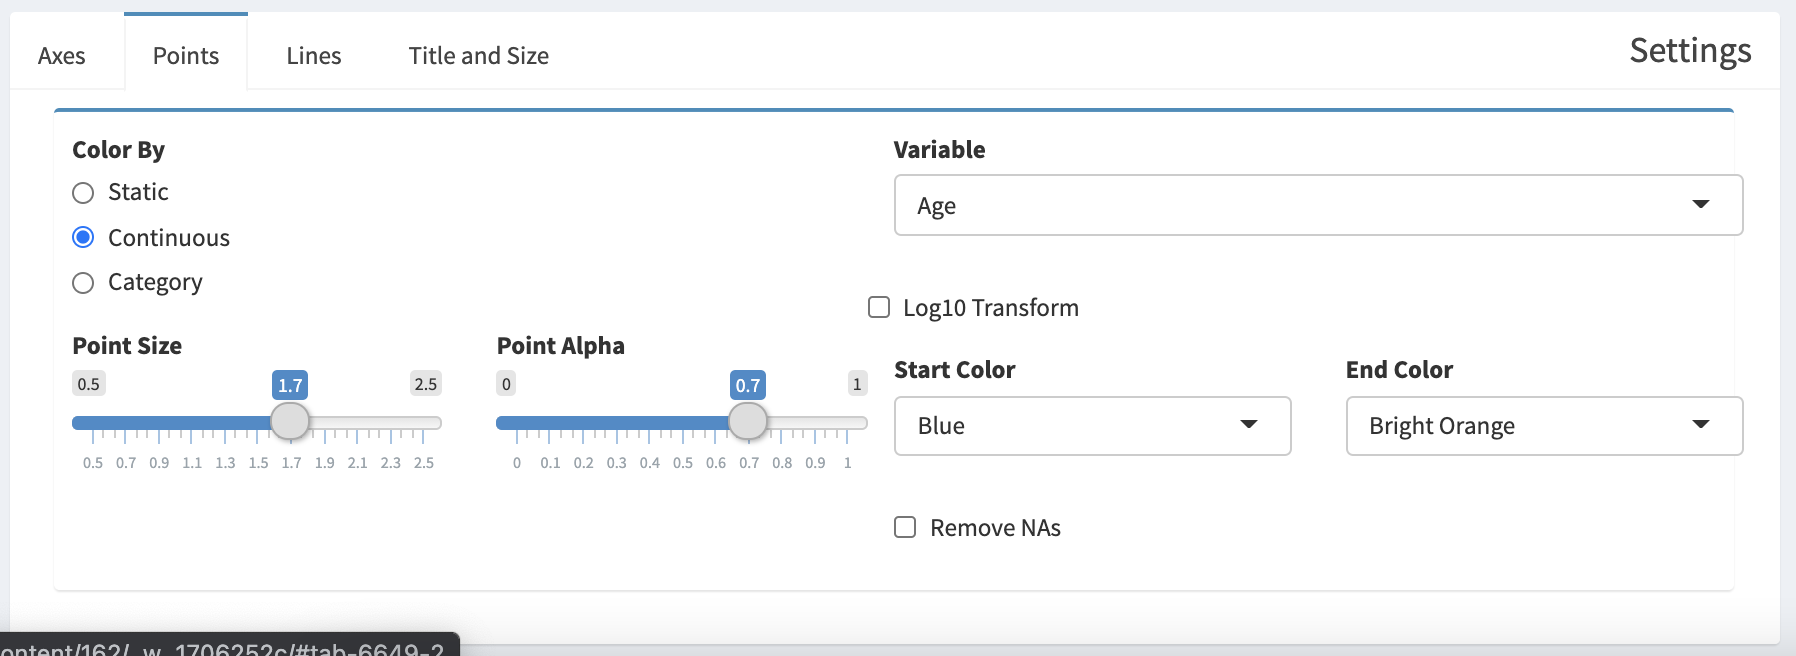 Axes
Points
Lines
Title and Size
Settings
Color By
Static
Continuous
Category
Variable
Age
Log10 Transform
Point Size
0.5
1.7
2.5
0.5 0.7 0.9 1.1 1.3 1.5 1.7 1.9 2.1 2.3 2.5
Point Alpha
0
0.7
1
0 0.1 0.2 0.3 0.4 0.5 0.6 0.7 0.8 0.9 1
Start Color
Blue
End Color
Bright Orange
Remove NAs
ontent/162/_w_1706252c/#tab-6649-2